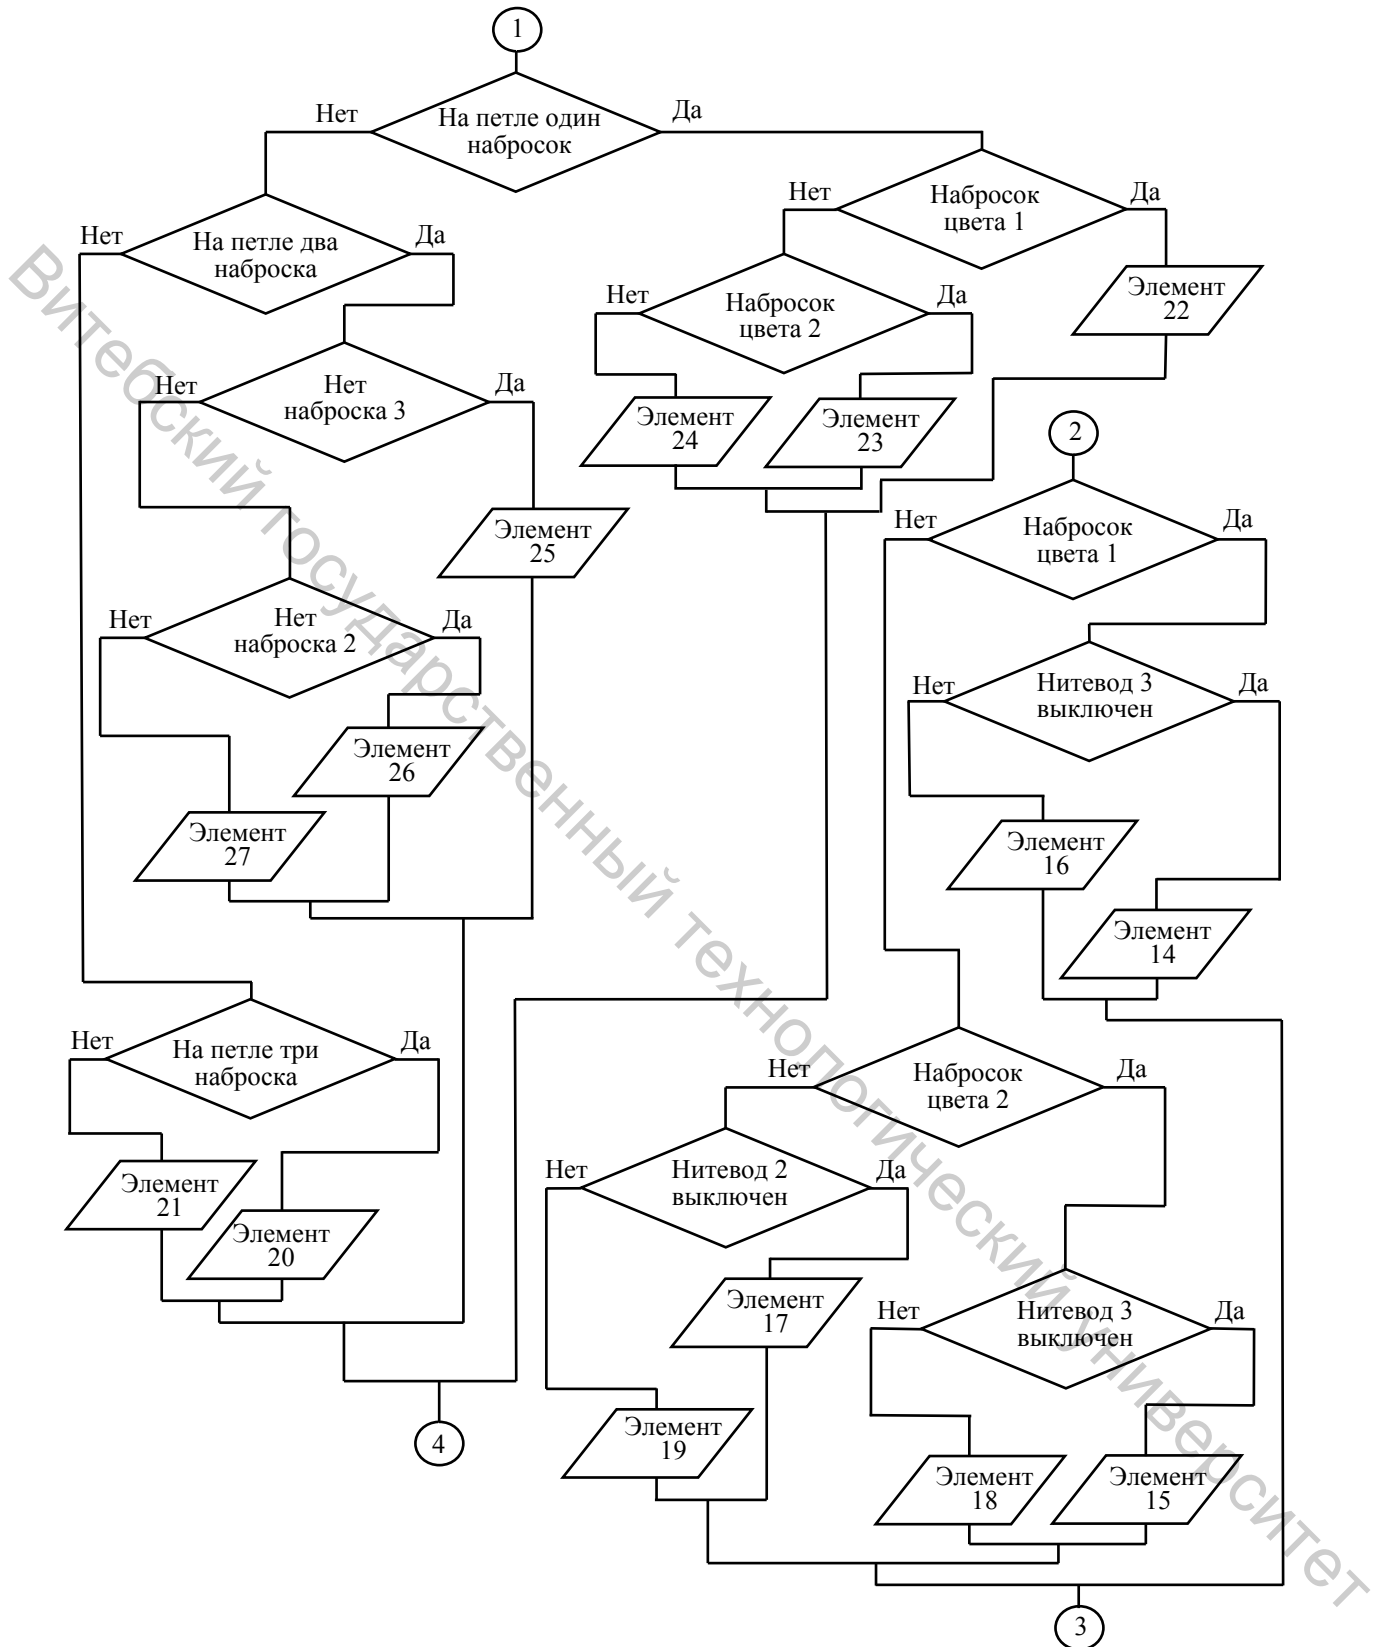 1
На петле один
набросок
Нет
Да
Набросок
цвета 1
Нет
Да
На петле два
наброска
Нет
Да
Элемент
22
Набросок
цвета 2
Нет
Да
Нет
наброска 3
Нет
Да
Элемент
24
Элемент
23
2
Набросок
цвета 1
Нет
Да
Элемент
25
Нет
наброска 2
Нет
Да
Нитевод 3
выключен
Нет
Да
Элемент
26
Элемент
27
Элемент
16
Элемент
14
На петле три
наброска
Нет
Да
Набросок
цвета 2
Нет
Да
Элемент
21
Элемент
20
Нитевод 2
выключен
Нет
Да
Элемент
17
Нитевод 3
выключен
Нет
Да
Элемент
19
Элемент
18
Элемент
15
4
3
Витебский государственный технологический университет